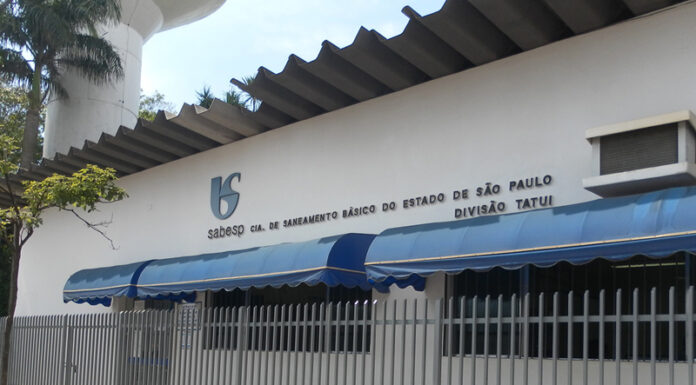 sabesp CIA. DE SANEAMENTO BÁSICO DO ESTADO DE SÃO PAULO
DIVISÃO TATUI